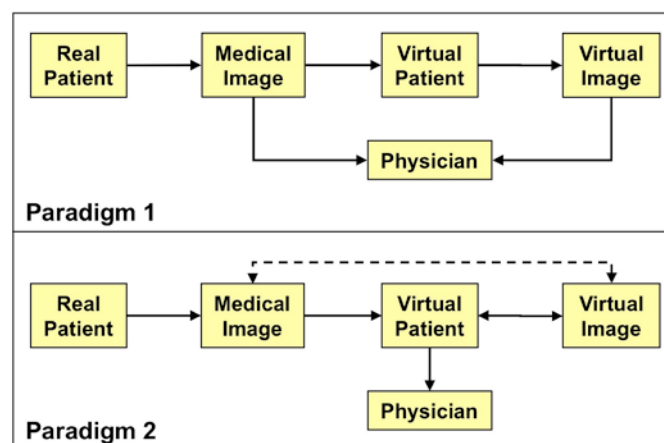 Real
Patient
Medical
Image
Virtual
Patient
Virtual
Image
Physician
Paradigm 1
Real
Patient
Medical
Image
Virtual
Patient
Virtual
Image
Physician
Paradigm 2